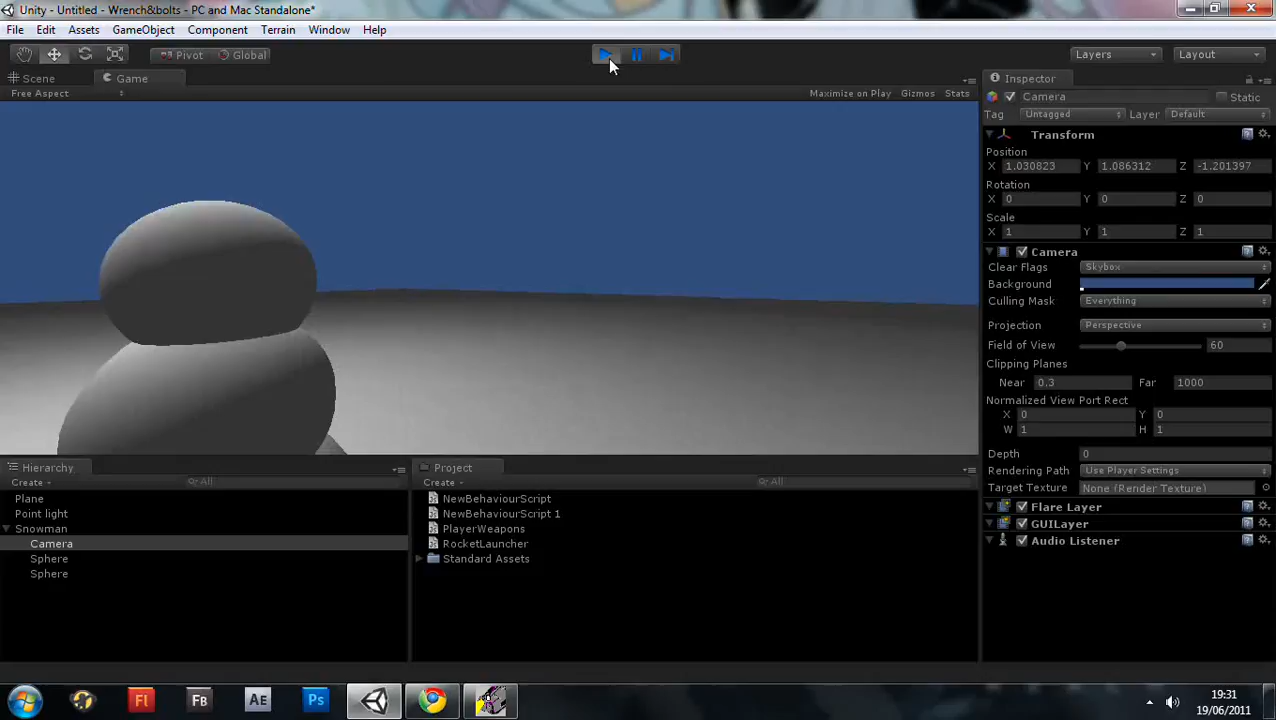 Unity - Untitled - Wrench&bolts - PC and Mac Standalone*
File Edit Assets GameObject Component Terrain Window Help
Pivot Global Layers Layout
Scene Game
Free Aspect Maximize on Play Gizmos Stats
Inspector
Camera Static
Tag Untagged Layer Default
Transform
Position
X 1.030823 Y 1.086312 Z -1.201397
Rotation
X 0 Y 0 Z 0
Scale
X 1 Y 1 Z 1
Camera
Clear Flags Skybox
Background
Culling Mask Everything
Projection Perspective
Field of View 60
Clipping Planes
Near 0.3 Far 1000
Normalized View Port Rect
X 0 Y 0
W 1 H 1
Depth 0
Rendering Path Use Player Settings
Target Texture None (Render Texture)
Flare Layer
GUILayer
Audio Listener
Hierarchy
Create All
Plane
Point light
Snowman
Camera
Sphere
Sphere
Project
Create All
NewBehaviourScript
NewBehaviourScript 1
PlayerWeapons
RocketLauncher
Standard Assets
Fl Fb Ae Ps
19:31
19/06/2011